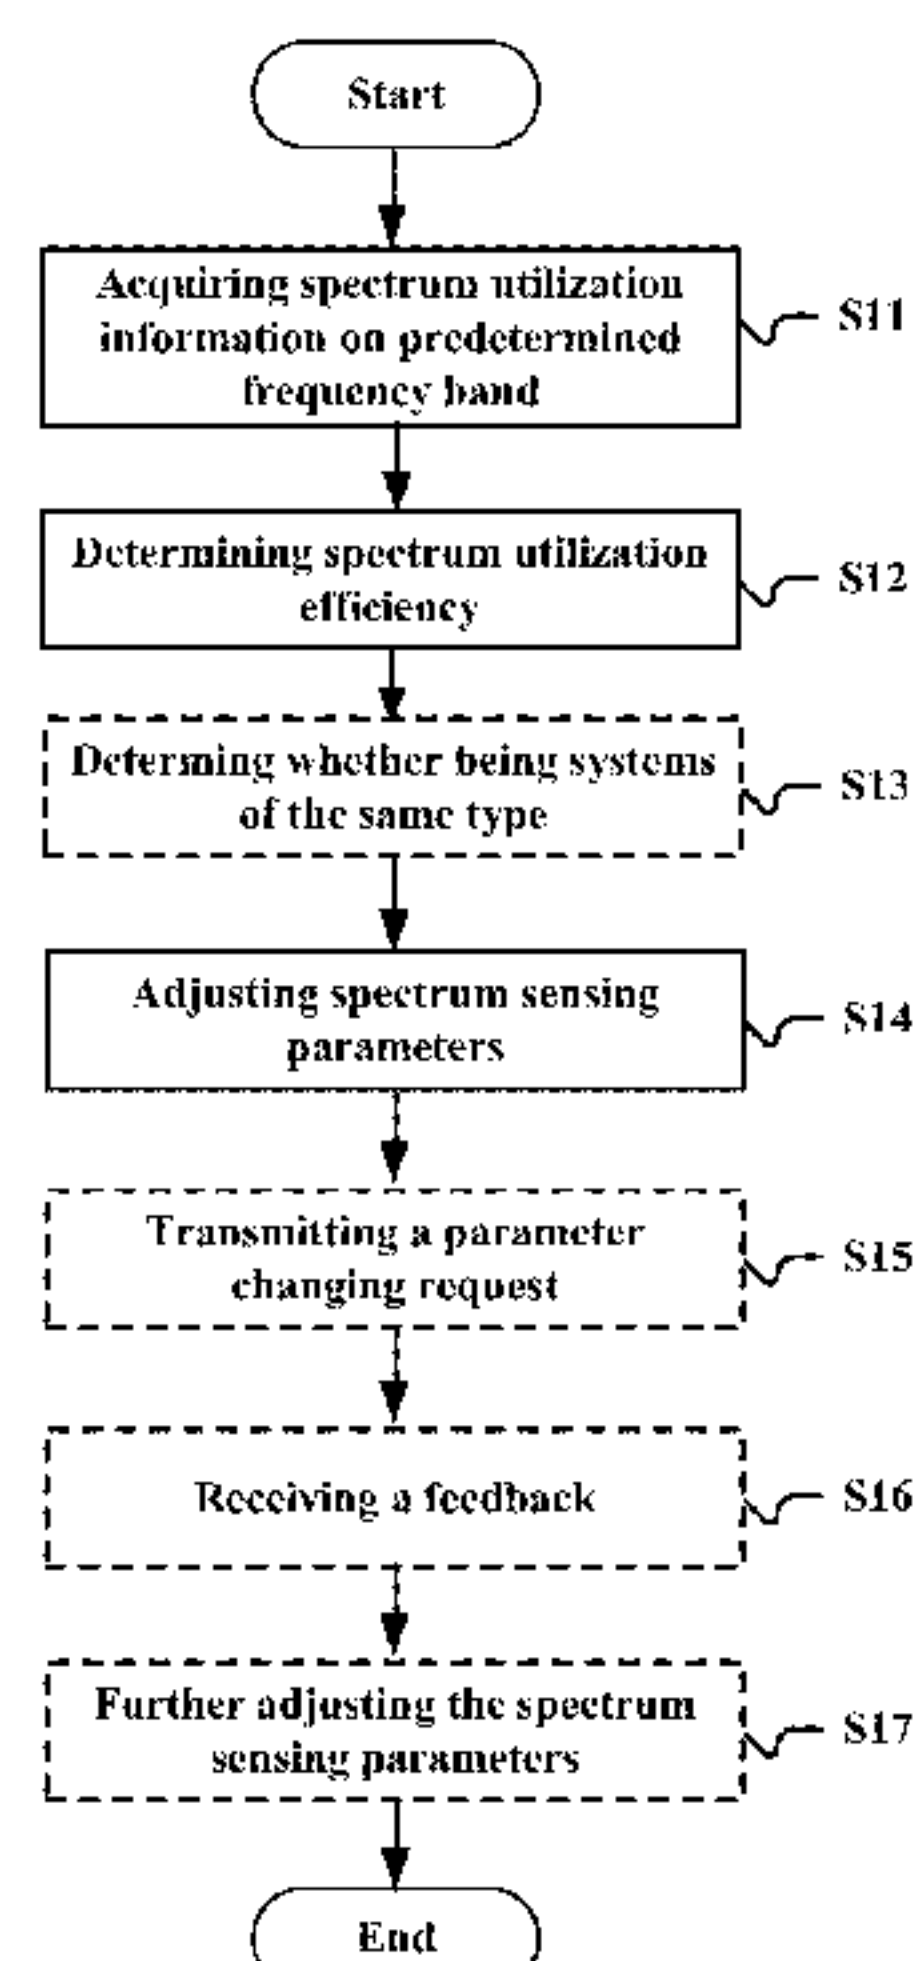 Start
Acquiring spectrum utilization
information on predetermined
frequency band
S11
Determining spectrum utilization
efficiency
S12
Determing whether being systems
of the same type
S13
Adjusting spectrum sensing
parameters
S14
Transmitting a parameter
changing request
S15
Receiving a feedback
S16
Further adjusting the spectrum
sensing parameters
S17
End